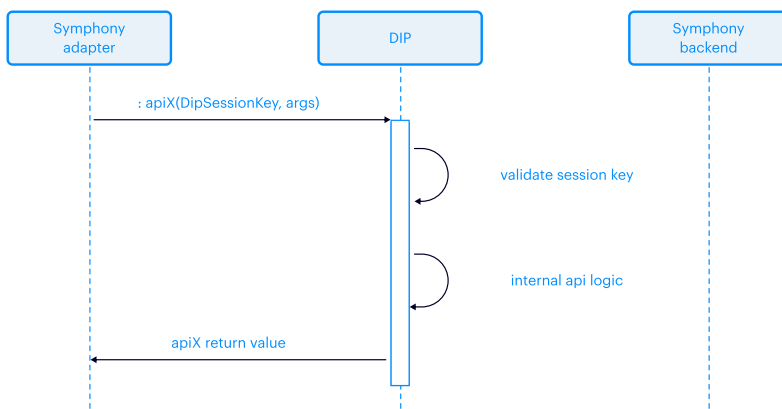 Symphony
adapter
DIP
Symphony
backend
: apiX(DipSessionKey, args)
validate session key
internal api logic
apiX return value